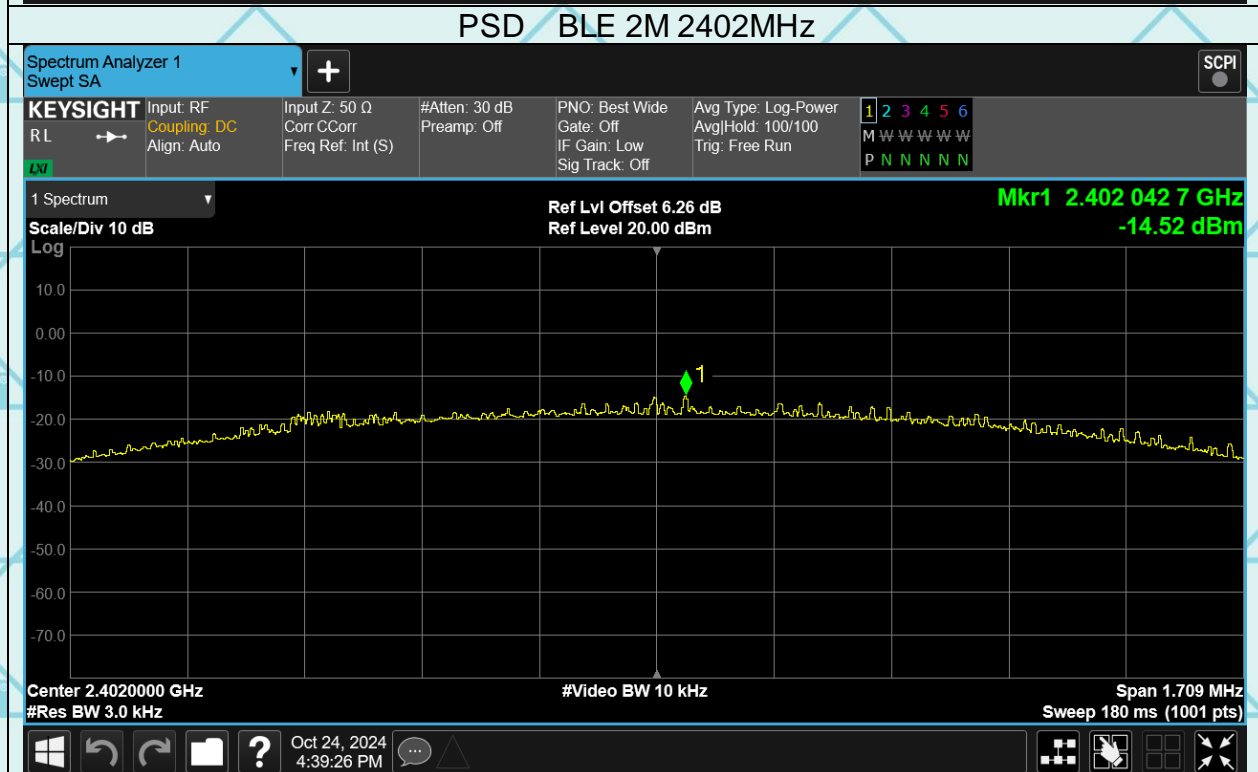 PSD BLE 2M 2402MHz
Spectrum Analyzer 1
Swept SA
+
SCPI
KEYSIGHT
RL
LXI
Input: RF
Coupling: DC
Align: Auto
Input Z: 50 Ω
Corr CCorr
Freq Ref: Int (S)
#Atten: 30 dB
Preamp: Off
PNO: Best Wide
Gate: Off
IF Gain: Low
Sig Track: Off
Avg Type: Log-Power
Avg|Hold: 100/100
Trig: Free Run
1 2 3 4 5 6
M W W W W W
P N N N N N
1 Spectrum
Scale/Div 10 dB
Ref Lvl Offset 6.26 dB
Ref Level 20.00 dBm
Mkr1 2.402 042 7 GHz
-14.52 dBm
Log
10.0
0.00
-10.0
-20.0
-30.0
-40.0
-50.0
-60.0
-70.0
1
Center 2.4020000 GHz
#Res BW 3.0 kHz
#Video BW 10 kHz
Span 1.709 MHz
Sweep 180 ms (1001 pts)
?
Oct 24, 2024
4:39:26 PM